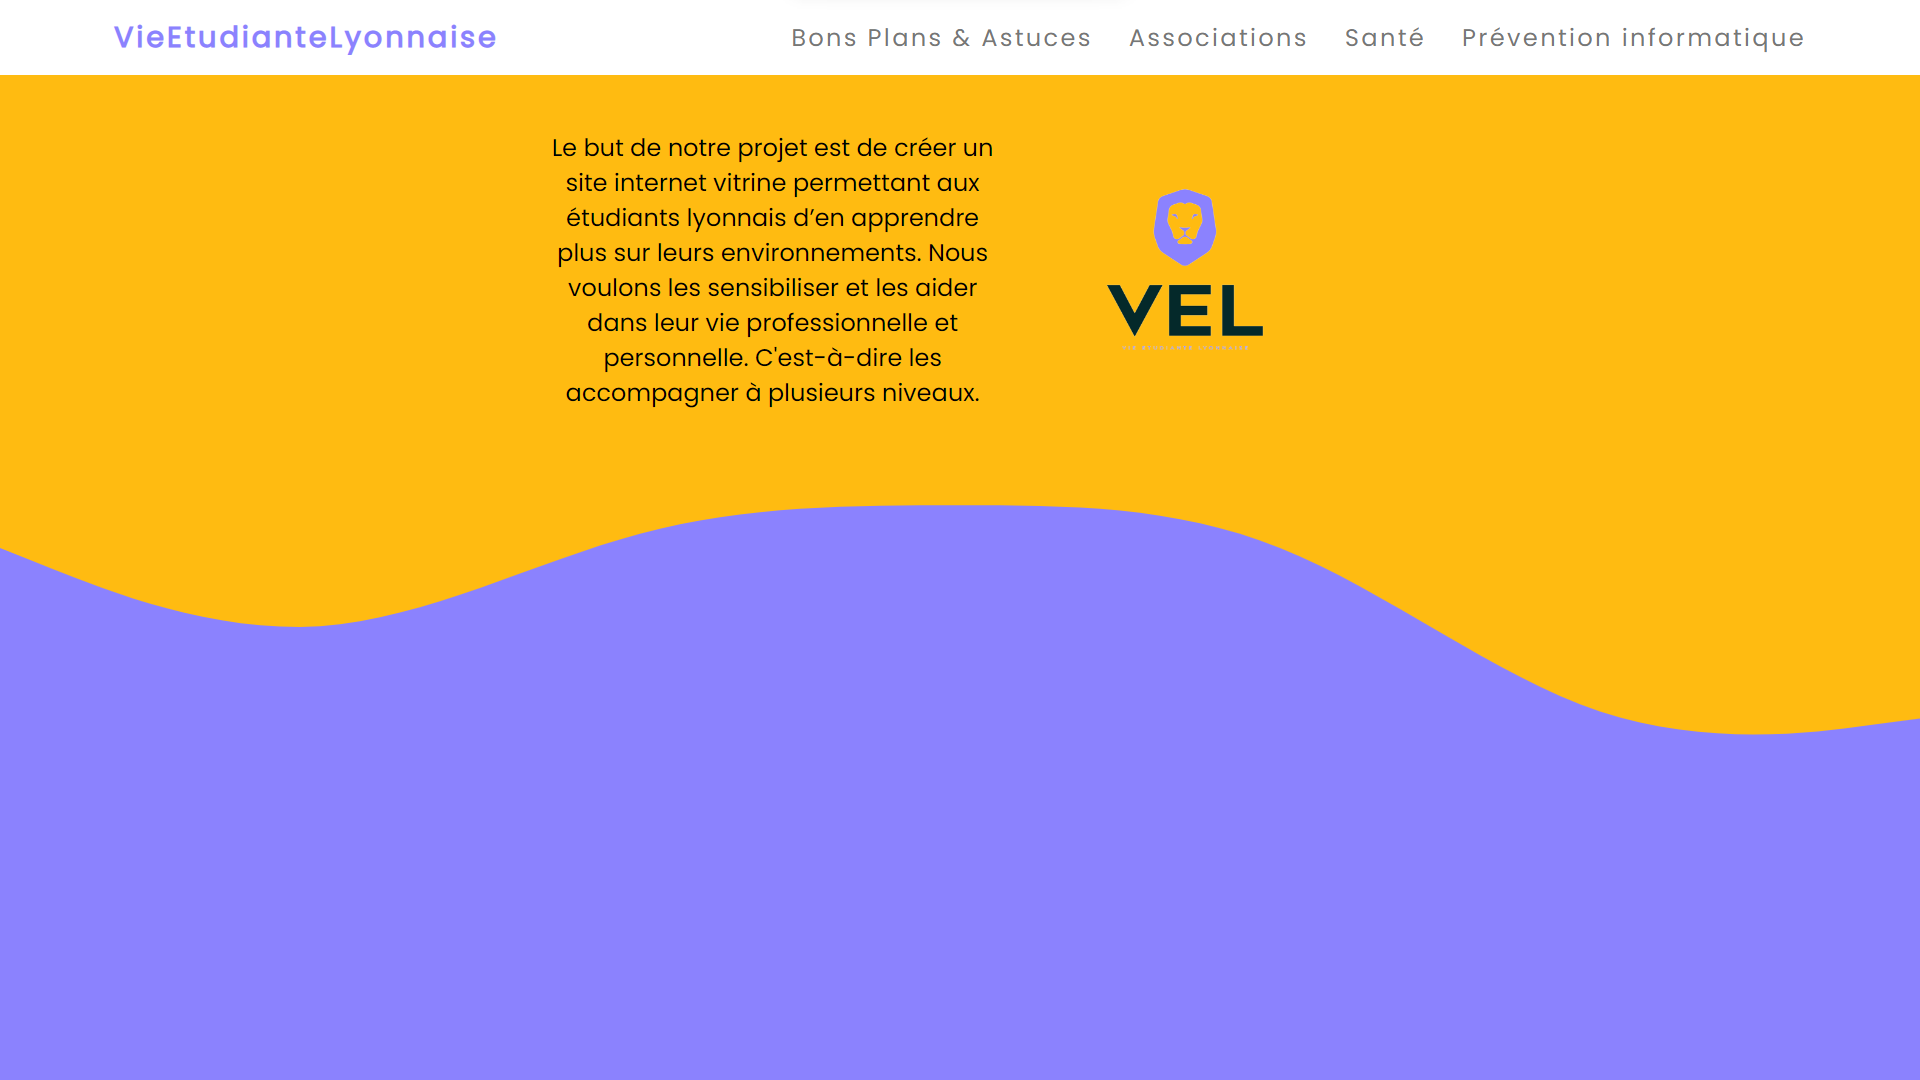 VieEtudianteLyonnaise
Bons Plans & Astuces
Associations
Santé
Prévention informatique
Le but de notre projet est de créer un
site internet vitrine permettant aux
étudiants lyonnais d’en apprendre
plus sur leurs environnements. Nous
voulons les sensibiliser et les aider
dans leur vie professionnelle et
personnelle. C'est-à-dire les
accompagner à plusieurs niveaux.
VEL